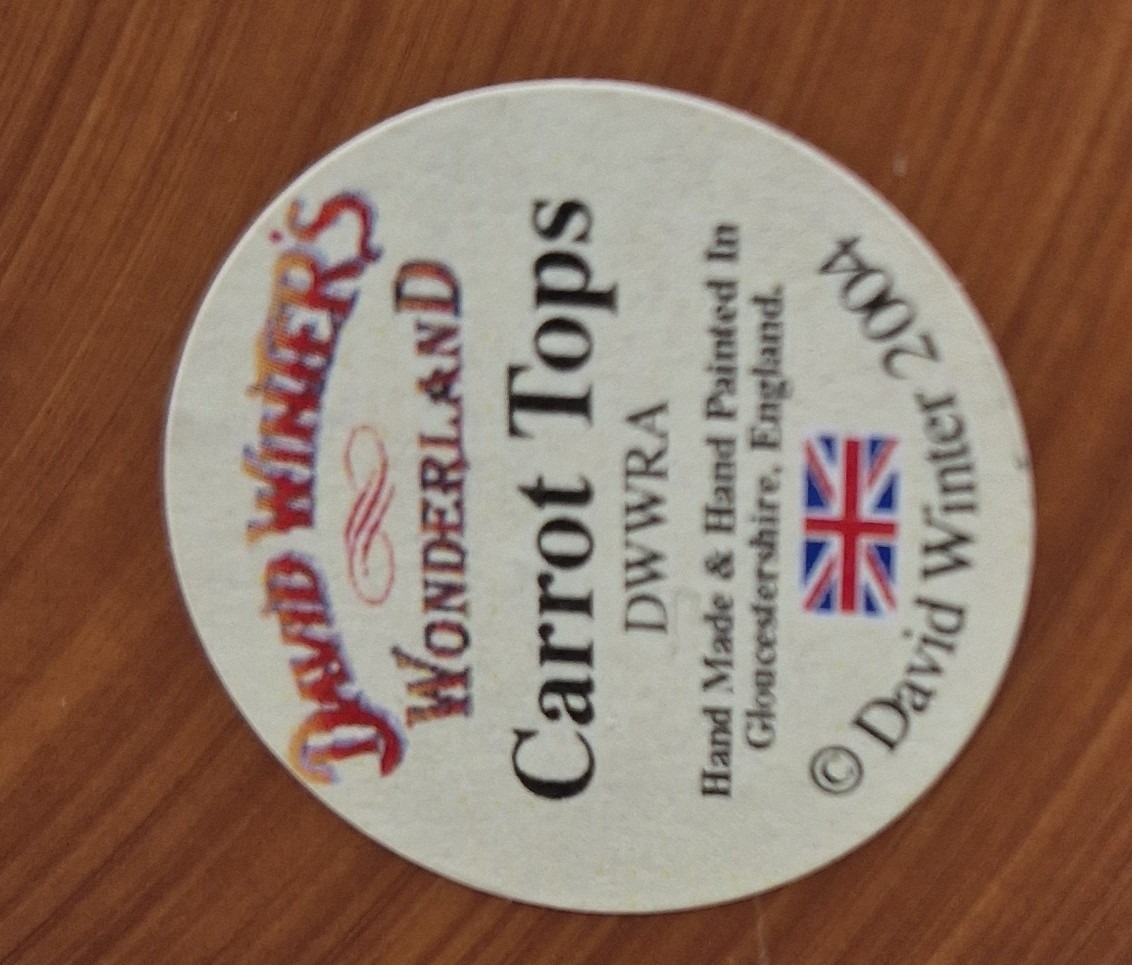 DAVID WINTER'S
WONDERLAND
Carrot Tops
DWWRA
Hand Made & Hand Painted In
Gloucestershire, England.
© David Winter 2004